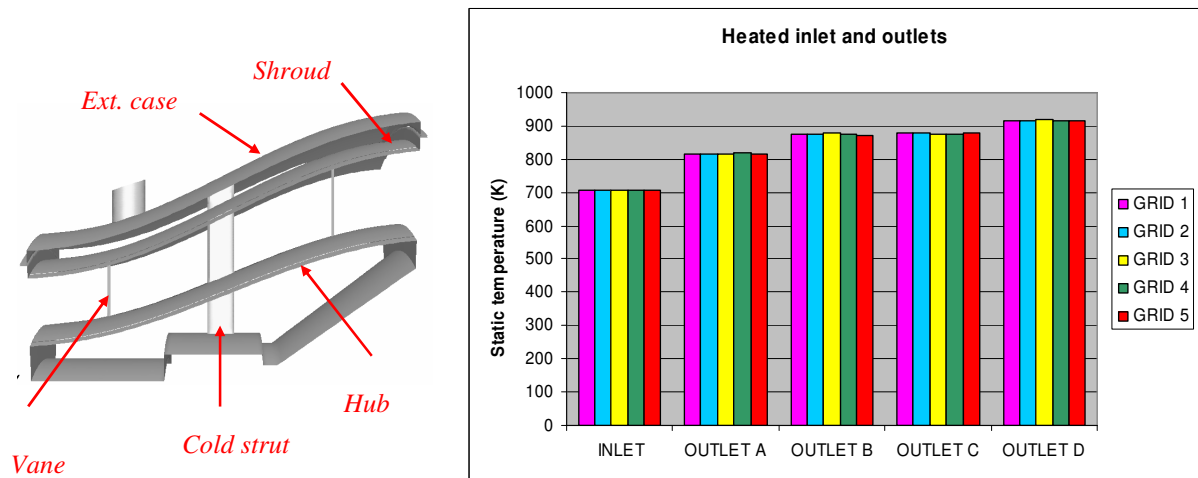 Shroud
Ext. case
Hub
Cold strut
Vane
Heated inlet and outlets
Static temperature (K)
1000
900
800
700
600
500
400
300
200
100
0
INLET
OUTLET A
OUTLET B
OUTLET C
OUTLET D
GRID 1
GRID 2
GRID 3
GRID 4
GRID 5